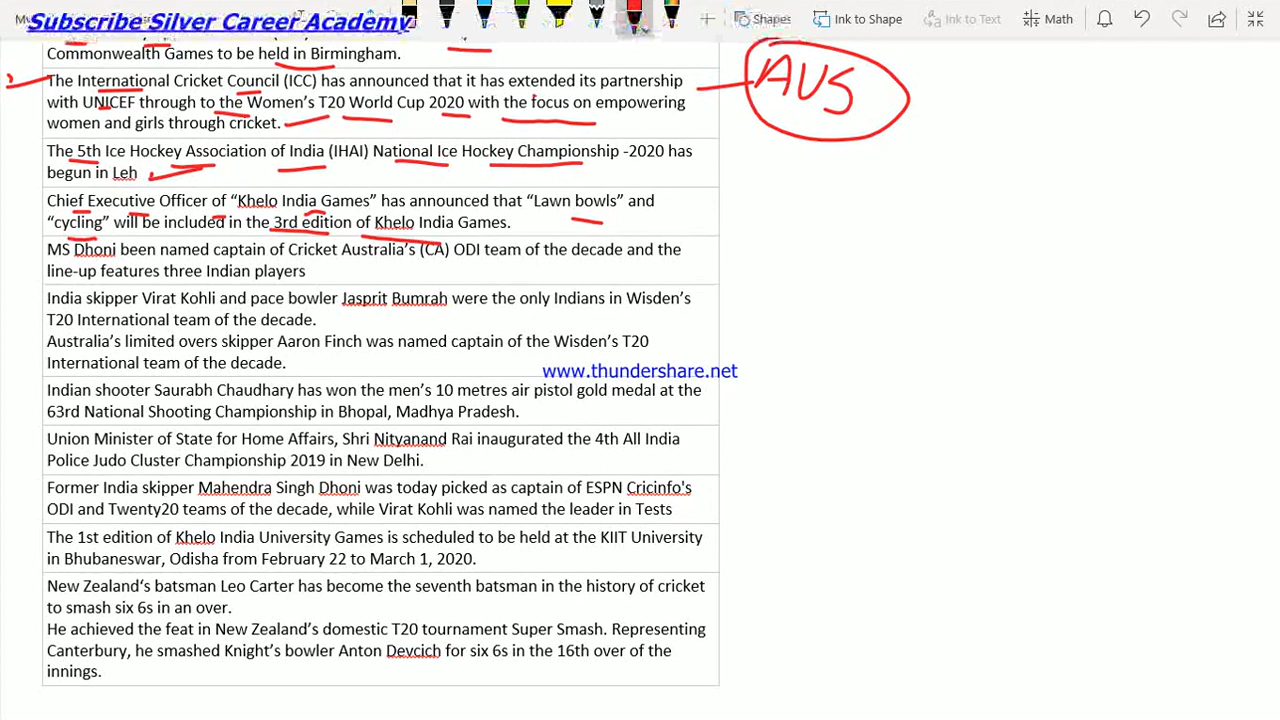 Subscribe Silver Career Academy
Shapes
Ink to Shape
Ink to Text
Math
Commonwealth Games to be held in Birmingham.
The International Cricket Council (ICC) has announced that it has extended its partnership
with UNICEF through to the Women's T20 World Cup 2020 with the focus on empowering
women and girls through cricket.
AUS
The 5th Ice Hockey Association of India (IHAI) National Ice Hockey Championship -2020 has
begun in Leh
Chief Executive Officer of “Khelo India Games” has announced that “Lawn bowls” and
“cycling” will be included in the 3rd edition of Khelo India Games.
MS Dhoni been named captain of Cricket Australia's (CA) ODI team of the decade and the
line-up features three Indian players
India skipper Virat Kohli and pace bowler Jasprit Bumrah were the only Indians in Wisden's
T20 International team of the decade.
Australia's limited overs skipper Aaron Finch was named captain of the Wisden's T20
International team of the decade.
www.thundershare.net
Indian shooter Saurabh Chaudhary has won the men's 10 metres air pistol gold medal at the
63rd National Shooting Championship in Bhopal, Madhya Pradesh.
Union Minister of State for Home Affairs, Shri Nityanand Rai inaugurated the 4th All India
Police Judo Cluster Championship 2019 in New Delhi.
Former India skipper Mahendra Singh Dhoni was today picked as captain of ESPN Cricinfo's
ODI and Twenty20 teams of the decade, while Virat Kohli was named the leader in Tests
The 1st edition of Khelo India University Games is scheduled to be held at the KIIT University
in Bhubaneswar, Odisha from February 22 to March 1, 2020.
New Zealand‘s batsman Leo Carter has become the seventh batsman in the history of cricket
to smash six 6s in an over.
He achieved the feat in New Zealand's domestic T20 tournament Super Smash. Representing
Canterbury, he smashed Knight's bowler Anton Devcich for six 6s in the 16th over of the
innings.